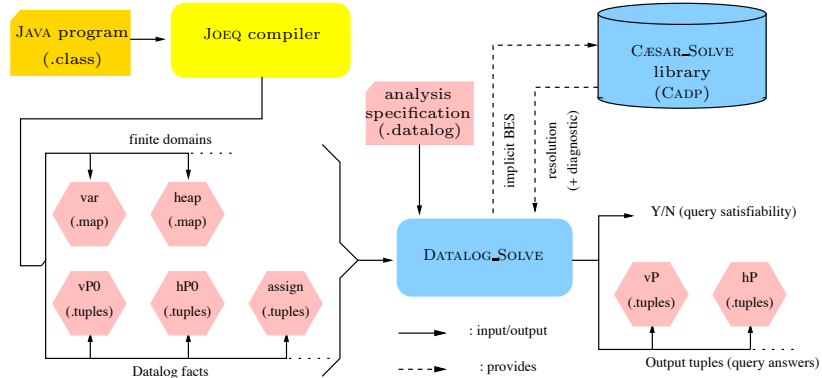 JAVA program
(.class)
JOEQ compiler
CÆSAR_SOLVE
library
(CADP)
analysis
specification
(.datalog)
implicit BES
resolution
(+ diagnostic)
finite domains
var
(.map)
heap
(.map)
vP0
(.tuples)
hP0
(.tuples)
assign
(.tuples)
Datalog facts
DATALOG_SOLVE
Y/N (query satisfiability)
vP
(.tuples)
hP
(.tuples)
Output tuples (query answers)
: input/output
: provides